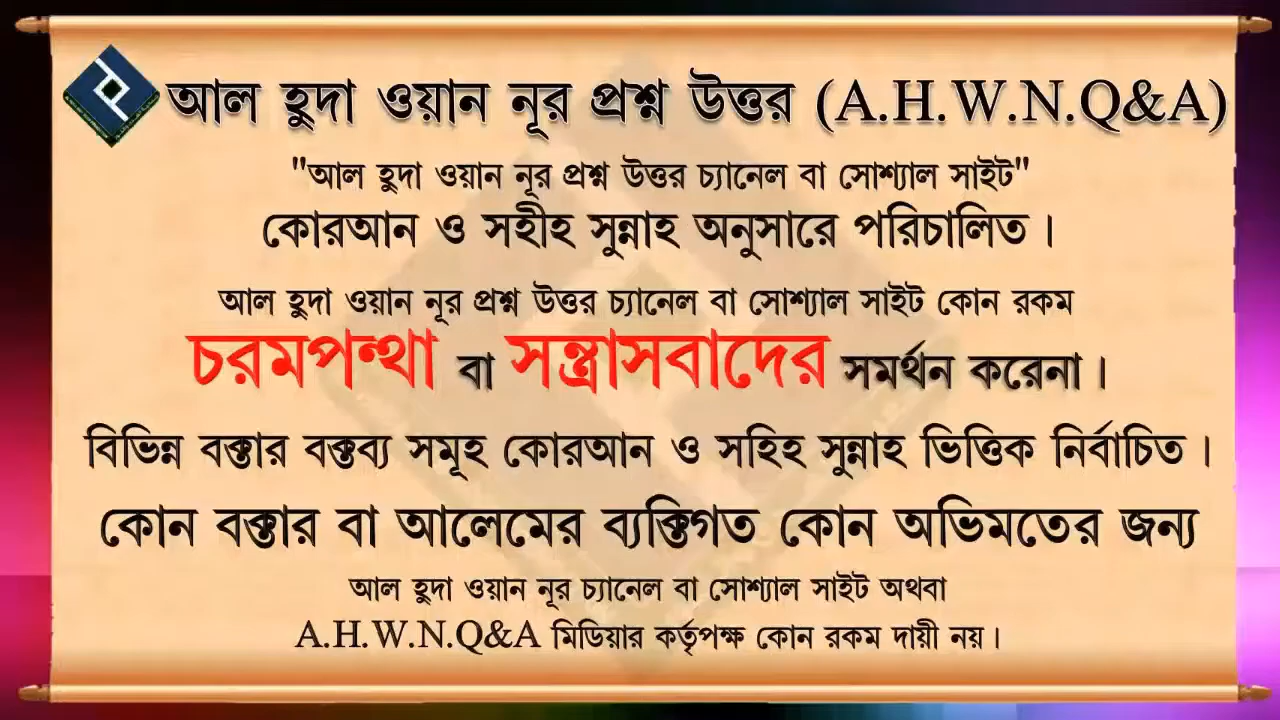 আল হুদা ওয়ান নূর প্রশ্ন উত্তর (A.H.W.N.Q&A)
"আল হুদা ওয়ান নূর প্রশ্ন উত্তর চ্যানেল বা সোশ্যাল সাইট"
কোরআন ও সহীহ সুন্নাহ অনুসারে পরিচালিত।
আল হুদা ওয়ান নূর প্রশ্ন উত্তর চ্যানেল বা সোশ্যাল সাইট কোন রকম
চরমপন্থা বা সন্ত্রাসবাদের সমর্থন করেনা।
বিভিন্ন বক্তার বক্তব্য সমূহ কোরআন ও সহিহ সুন্নাহ ভিত্তিক নির্বাচিত।
কোন বক্তার বা আলেমের ব্যক্তিগত কোন অভিমতের জন্য
আল হুদা ওয়ান নূর চ্যানেল বা সোশ্যাল সাইট অথবা
A.H.W.N.Q&A মিডিয়ার কর্তৃপক্ষ কোন রকম দায়ী নয়।